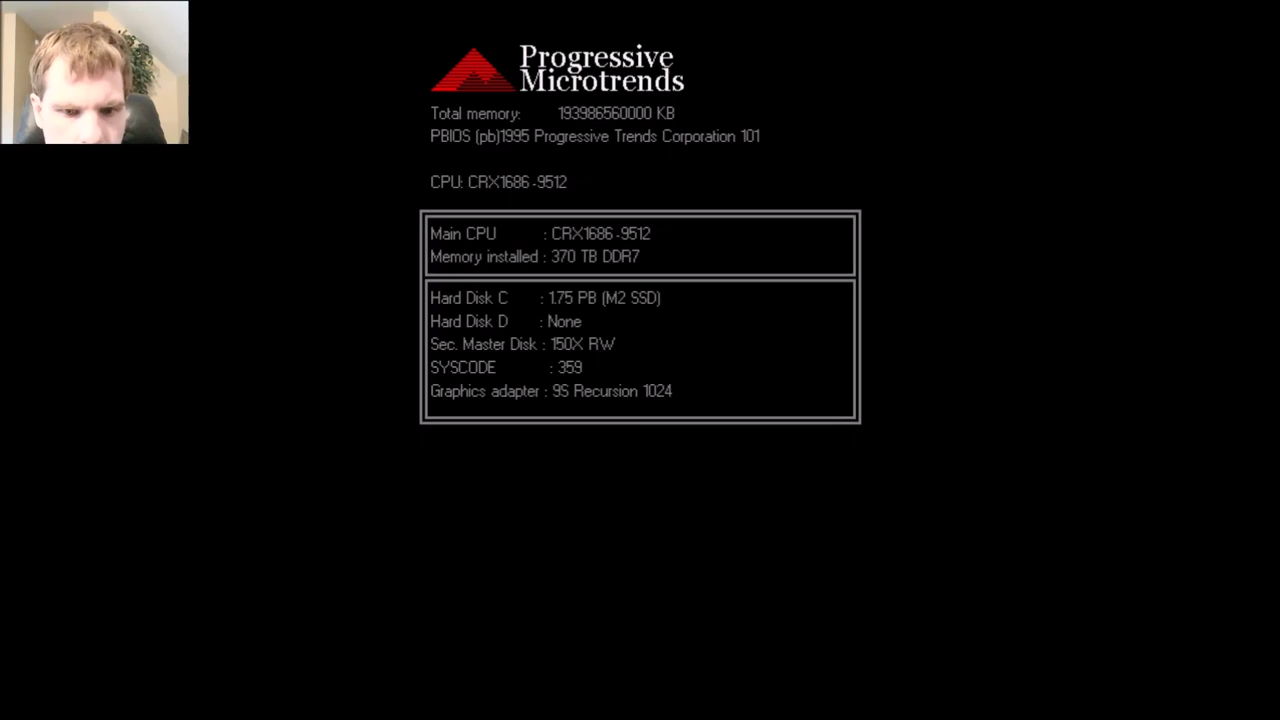 Progressive
Microtrends
Total memory: 193986560000 KB
PBIOS (pb)1995 Progressive Trends Corporation 101
CPU: CRX1686-9512
Main CPU : CRX1686-9512
Memory installed : 370 TB DDR7
Hard Disk C : 1.75 PB (M2 SSD)
Hard Disk D : None
Sec. Master Disk : 150X RW
SYSCODE : 359
Graphics adapter : 9S Recursion 1024